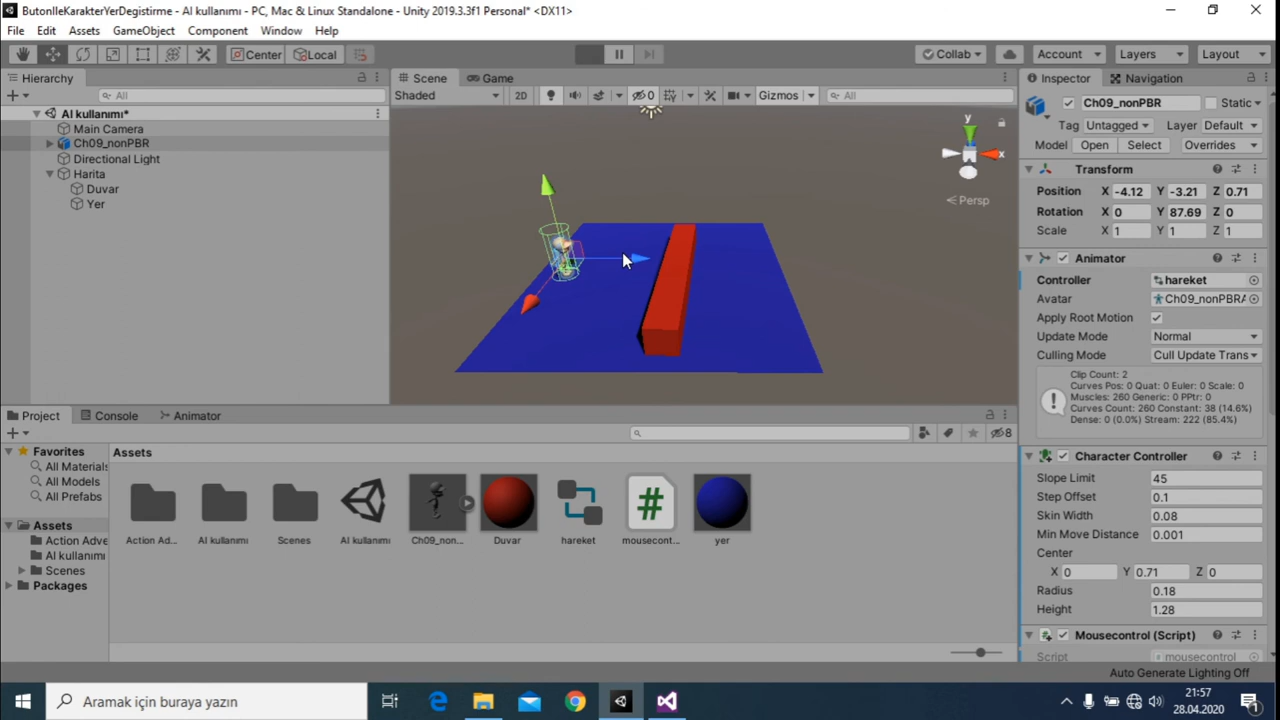 ButonIleKarakterYerDegistirme - AI kullanımı - PC, Mac & Linux Standalone - Unity 2019.3.3f1 Personal* <DX11>
File Edit Assets GameObject Component Window Help
Center Local Collab Account Layers Layout
Hierarchy
All
AI kullanımı*
Main Camera
Ch09_nonPBR
Directional Light
Harita
Duvar
Yer
Scene Game
Shaded 2D 0 Gizmos All
y
x
Persp
Inspector Navigation
Ch09_nonPBR Static
Tag Untagged Layer Default
Model Open Select Overrides
Transform
Position X -4.12 Y -3.21 Z 0.71
Rotation X 0 Y 87.69 Z 0
Scale X 1 Y 1 Z 1
Animator
Controller hareket
Avatar Ch09_nonPBRA
Apply Root Motion
Update Mode Normal
Culling Mode Cull Update Trans
Clip Count: 2
Curves Pos: 0 Quat: 0 Euler: 0 Scale: 0
Muscles: 260 Generic: 0 PPtr: 0
Curves Count: 260 Constant: 38 (14.6%)
Dense: 0 (0.0%) Stream: 222 (85.4%)
Character Controller
Slope Limit 45
Step Offset 0.1
Skin Width 0.08
Min Move Distance 0.001
Center
X 0 Y 0.71 Z 0
Radius 0.18
Height 1.28
Mousecontrol (Script)
Script mousecontrol
Project Console Animator
8
Favorites
All Materials
All Models
All Prefabs
Assets
Action Adve
AI kullanımı
Scenes
Packages
Assets
Action Ad... AI kullanımı Scenes AI kullanımı Ch09_non... Duvar hareket mousecont... yer
Auto Generate Lighting Off
Aramak için buraya yazın
21:57
28.04.2020
1